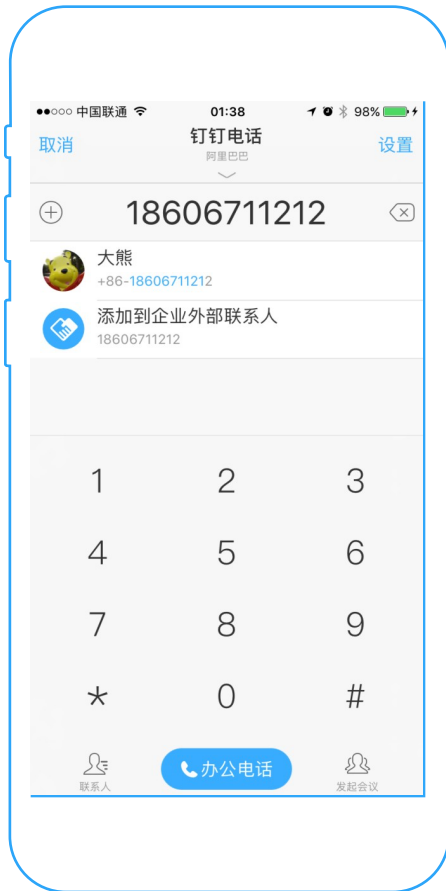 中国联通 01:38 98%
取消 钉钉电话 设置
阿里巴巴
18606711212
大熊
+86-18606711212
添加到企业外部联系人
18606711212
1 2 3
4 5 6
7 8 9
* 0 #
联系人 办公电话 发起会议